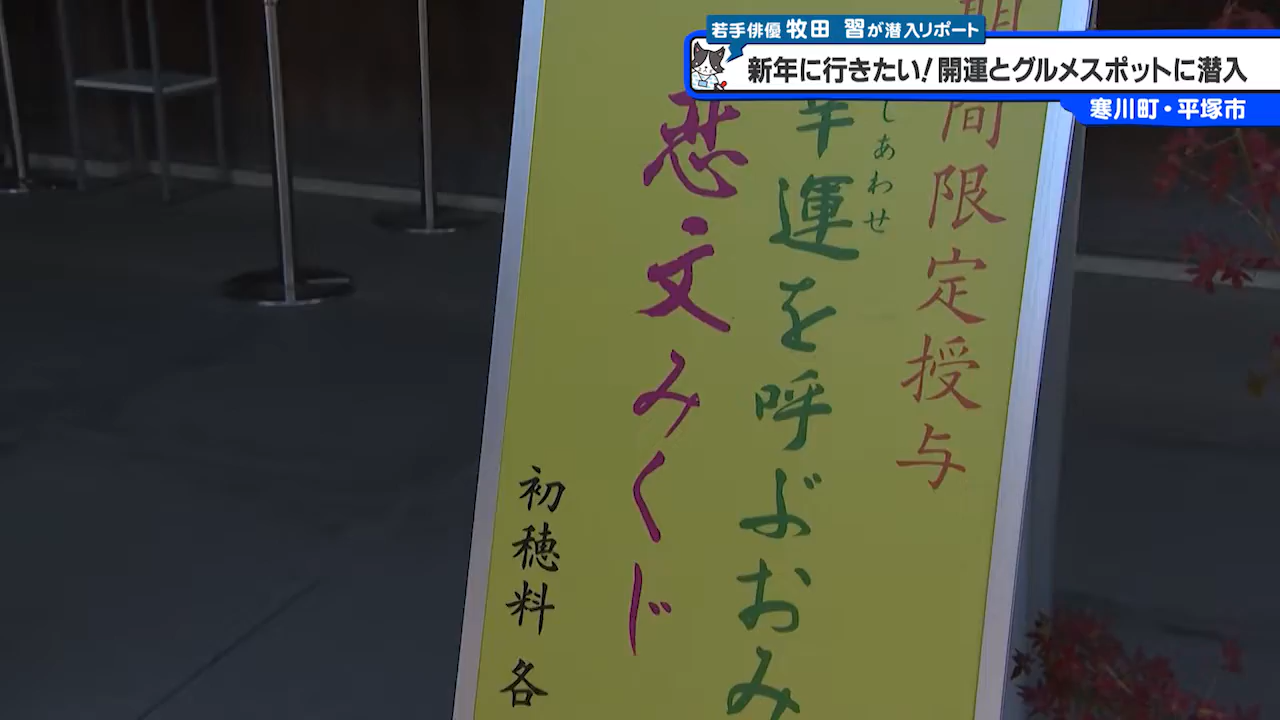 若手俳優 牧田 習が潜入リポート
新年に行きたい!開運とグルメスポットに潜入
寒川町・平塚市
期間限定授与
しあわせ
幸運を呼ぶおみ
恋文みくじ
初穂料 各